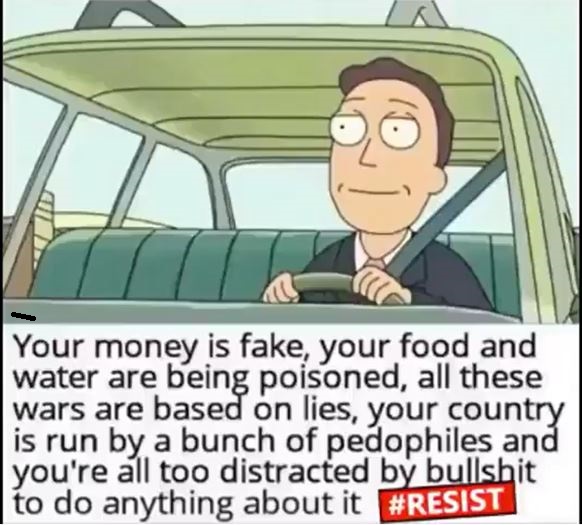 Your money is fake, your food and
water are being poisoned, all these
wars are based on lies, your country
is run by a bunch of pedophiles and
you're all too distracted by bullshit
to do anything about it #RESIST